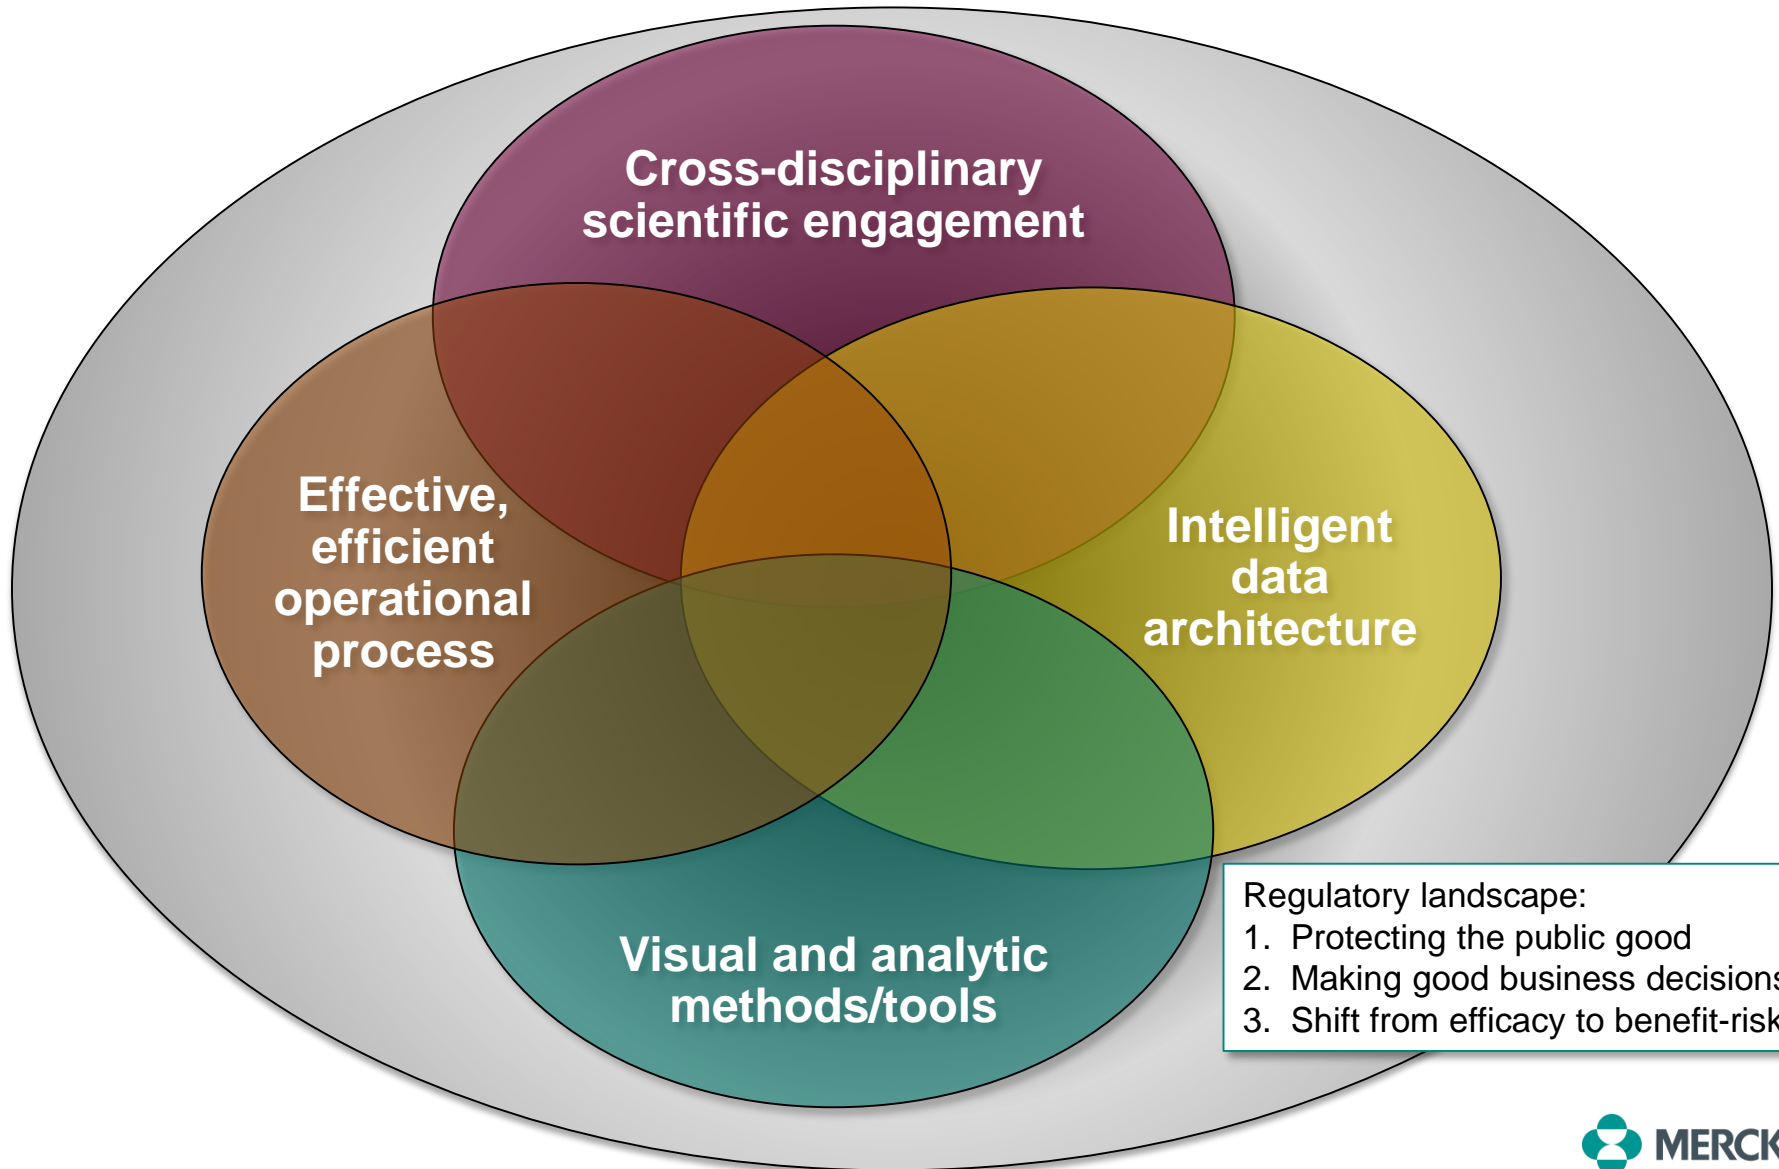 Cross-disciplinary
scientific engagement
Effective,
efficient
operational
process
Intelligent
data
architecture
Visual and analytic
methods/tools
Regulatory landscape:
1. Protecting the public good
2. Making good business decisions
3. Shift from efficacy to benefit-risk
MERCK